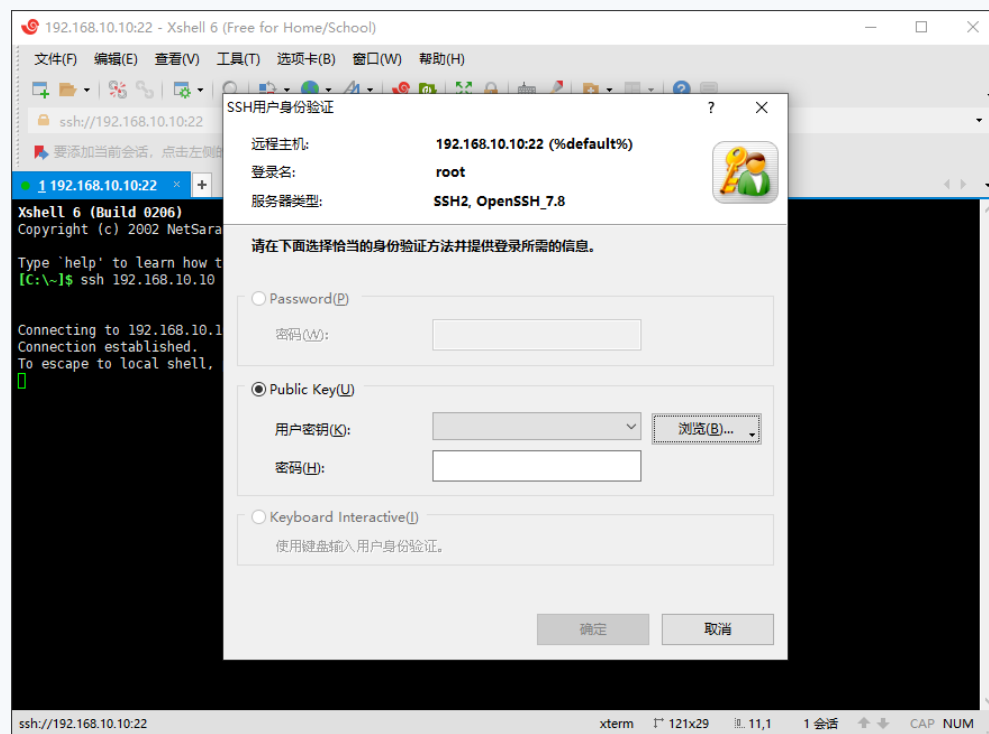 192.168.10.10:22 - Xshell 6 (Free for Home/School)
文件(F) 编辑(E) 查看(V) 工具(T) 选项卡(B) 窗口(W) 帮助(H)
ssh://192.168.10.10:22
要添加当前会话，点击左侧的
1 192.168.10.10:22 × +
Xshell 6 (Build 0206)
Copyright (c) 2002 NetSara
Type `help' to learn how t
[C:\~]$ ssh 192.168.10.10
Connecting to 192.168.10.1
Connection established.
To escape to local shell,
SSH用户身份验证
远程主机: 192.168.10.10:22 (%default%)
登录名: root
服务器类型: SSH2, OpenSSH_7.8
请在下面选择恰当的身份验证方法并提供登录所需的信息。
Password(P)
密码(W):
Public Key(U)
用户密钥(K): 浏览(B)...
密码(H):
Keyboard Interactive(I)
使用键盘输入用户身份验证。
确定 取消
ssh://192.168.10.10:22 xterm 121x29 11,1 1 会话 CAP NUM